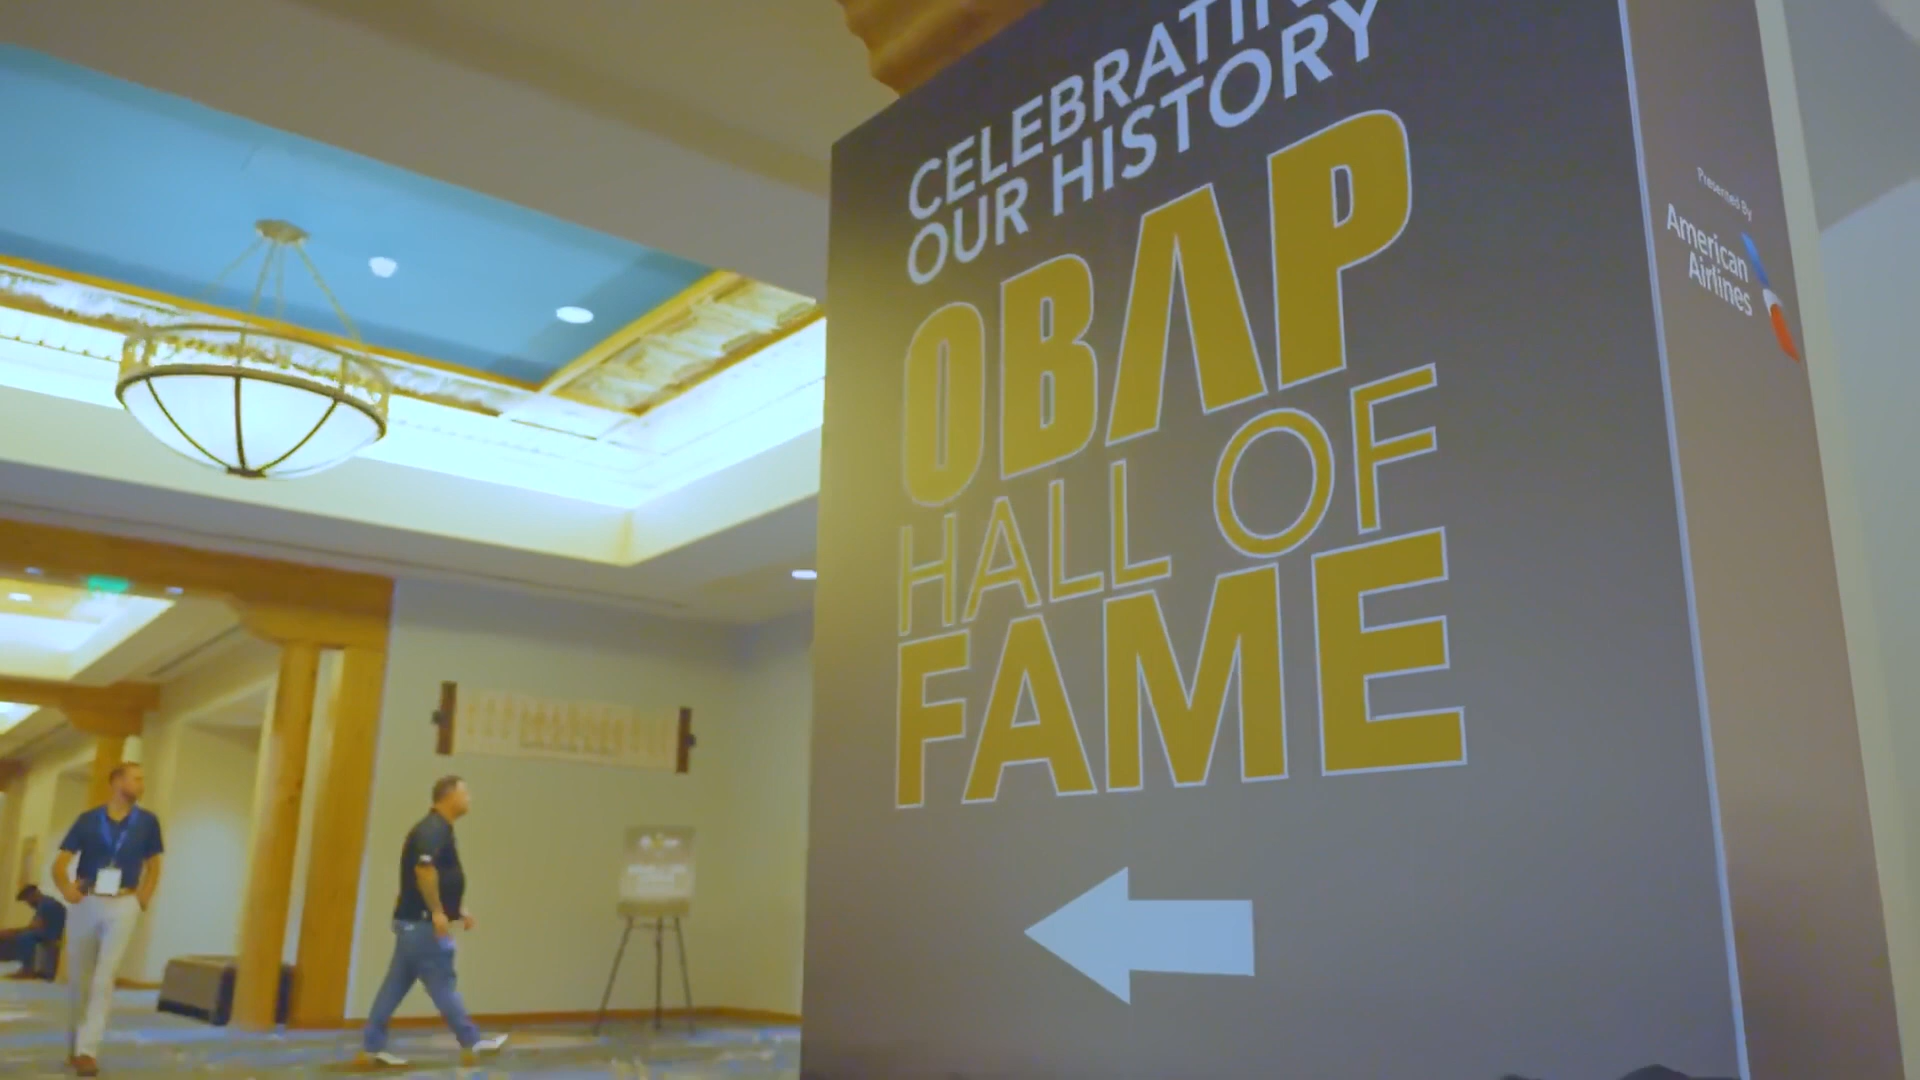 CELEBRATIN
OUR HISTORY
OBAP
HALL OF
FAME
Presented By
American
Airlines